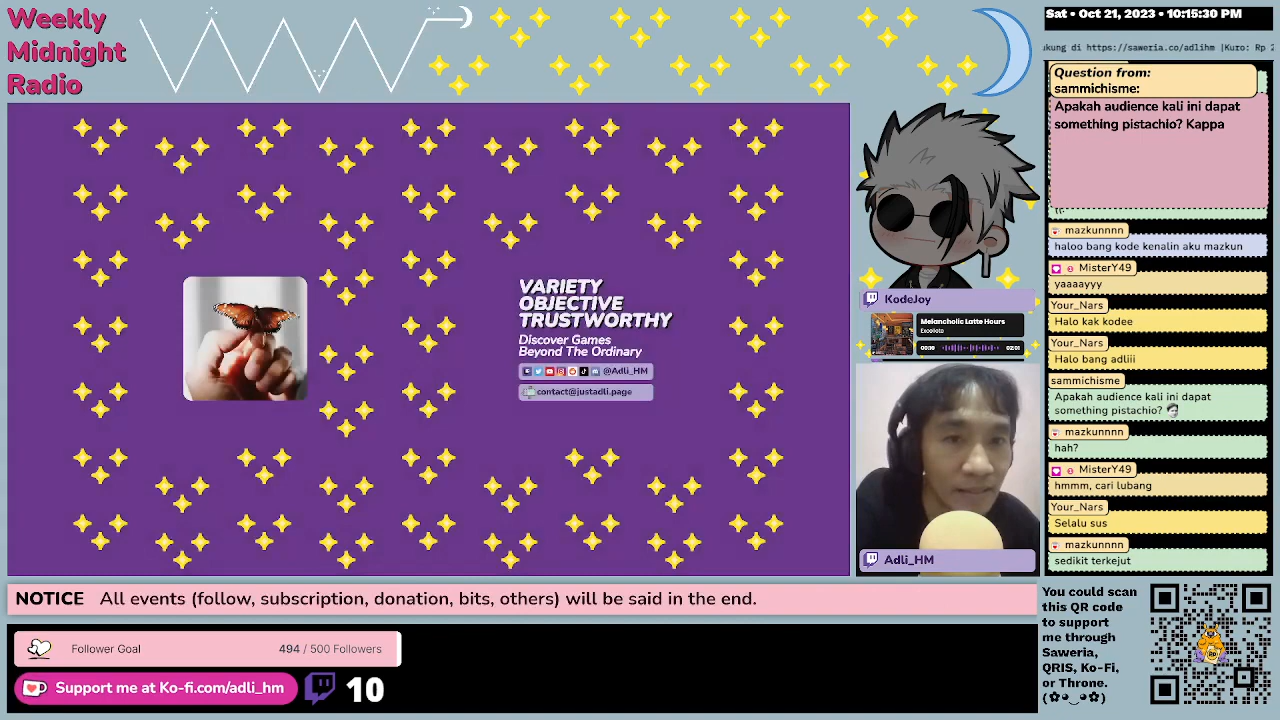 Weekly
Midnight
Radio
Sat • Oct 21, 2023 • 10:15:30 PM
ukung di https://saweria.co/adlihm |Kuro: Rp 2
Question from:
sammichisme:
Apakah audience kali ini dapat
something pistachio? Kappa
mazkunnnn
haloo bang kode kenalin aku mazkun
MisterY49
yaaaayyy
Your_Nars
Halo kak kodee
Your_Nars
Halo bang adliii
sammichisme
Apakah audience kali ini dapat
something pistachio?
mazkunnnn
hah?
MisterY49
hmmm, cari lubang
Your_Nars
Selalu sus
mazkunnnn
sedikit terkejut
VARIETY
OBJECTIVE
TRUSTWORTHY
Discover Games
Beyond The Ordinary
@Adli_HM
contact@justadli.page
KodeJoy
Melancholic Latte Hours
Exceliota
00:39
02:01
Adli_HM
NOTICE All events (follow, subscription, donation, bits, others) will be said in the end.
Follower Goal 494 / 500 Followers
Support me at Ko-fi.com/adli_hm
10
You could scan
this QR code
to support
me through
Saweria,
QRIS, Ko-Fi,
or Throne.
(✿◕‿◕✿)